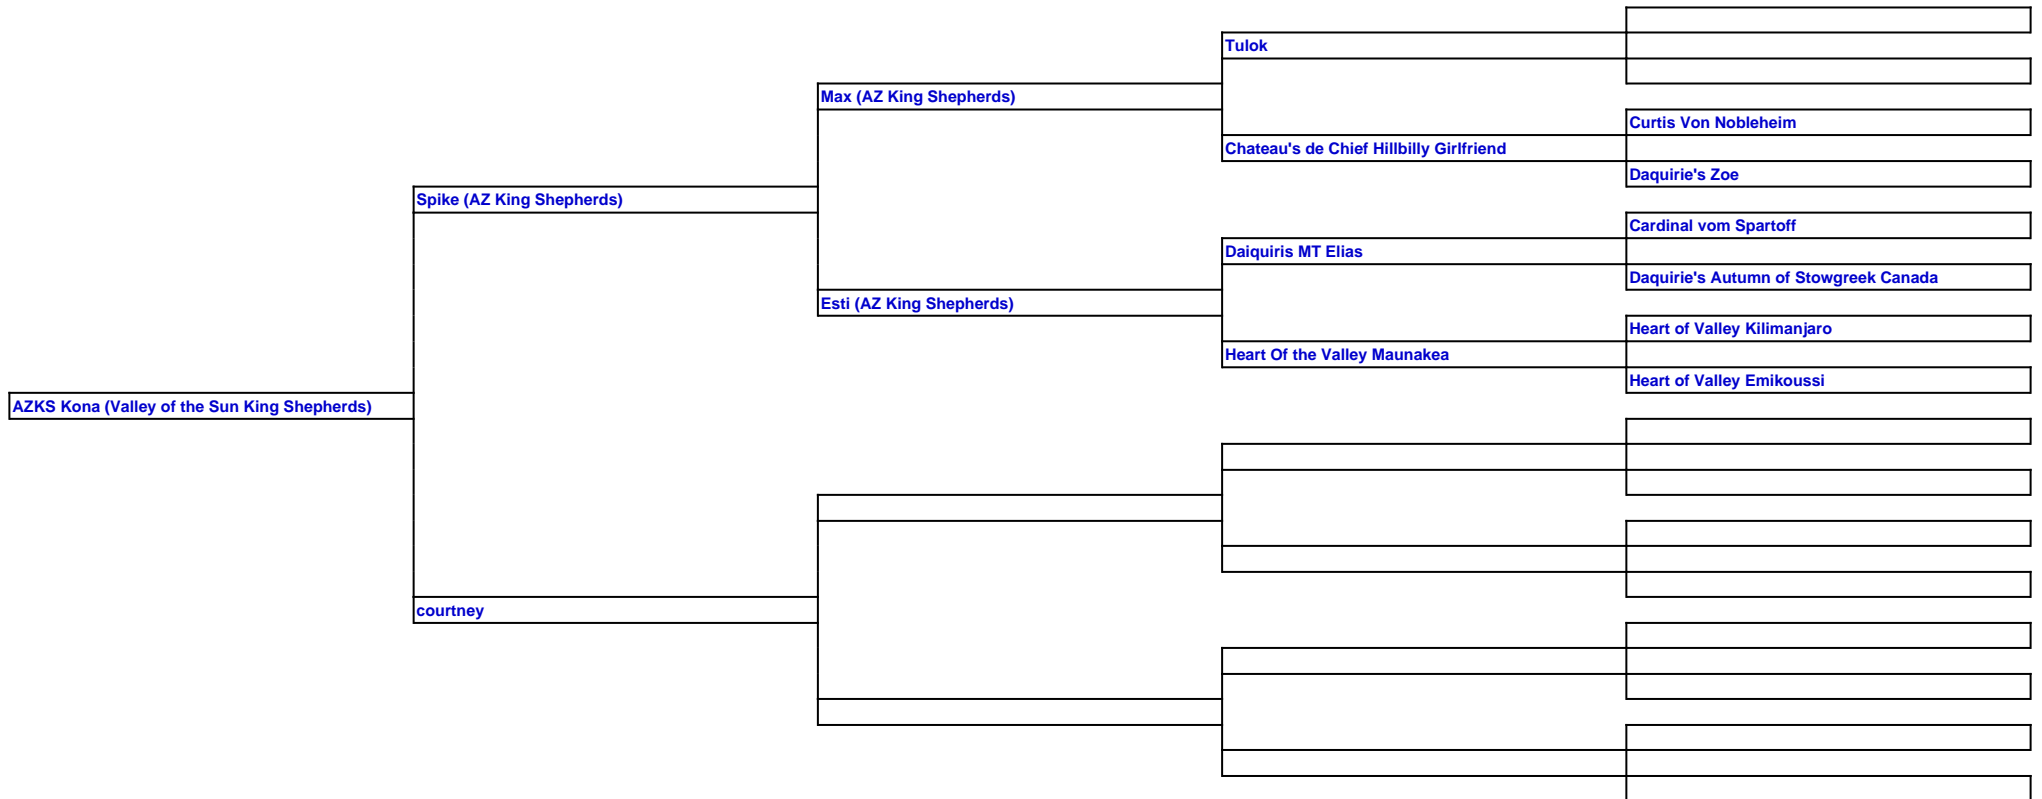 Tulok
Max (AZ King Shepherds)
Curtis Von Nobleheim
Chateau's de Chief Hillbilly Girlfriend
Daquirie's Zoe
Spike (AZ King Shepherds)
Cardinal vom Spartoff
Daiquiris MT Elias
Daquirie's Autumn of Stowgreek Canada
Esti (AZ King Shepherds)
Heart of Valley Kilimanjaro
Heart Of the Valley Maunakea
Heart of Valley Emikoussi
AZKS Kona (Valley of the Sun King Shepherds)
courtney